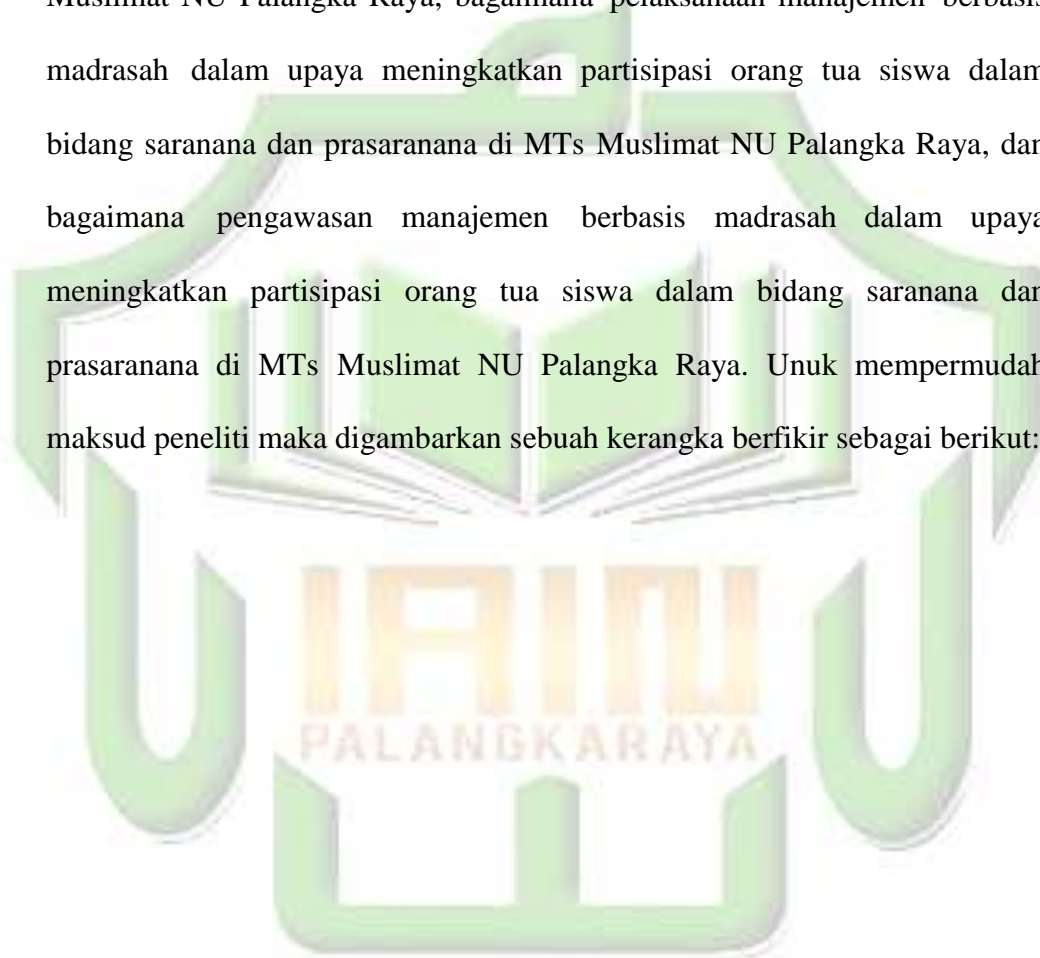 Muslimat NU Palangka Raya, bagaimana pelaksanaan manajemen berbasis
madrasah dalam upaya meningkatkan partisipasi orang tua siswa dalam
bidang saranana dan prasaranana di MTs Muslimat NU Palangka Raya, dan
bagaimana pengawasan manajemen berbasis madrasah dalam upaya
meningkatkan partisipasi orang tua siswa dalam bidang saranana dan
prasaranana di MTs Muslimat NU Palangka Raya. Unuk mempermudah
maksud peneliti maka digambarkan sebuah kerangka berfikir sebagai berikut:
IAIN
PALANGKARAYA